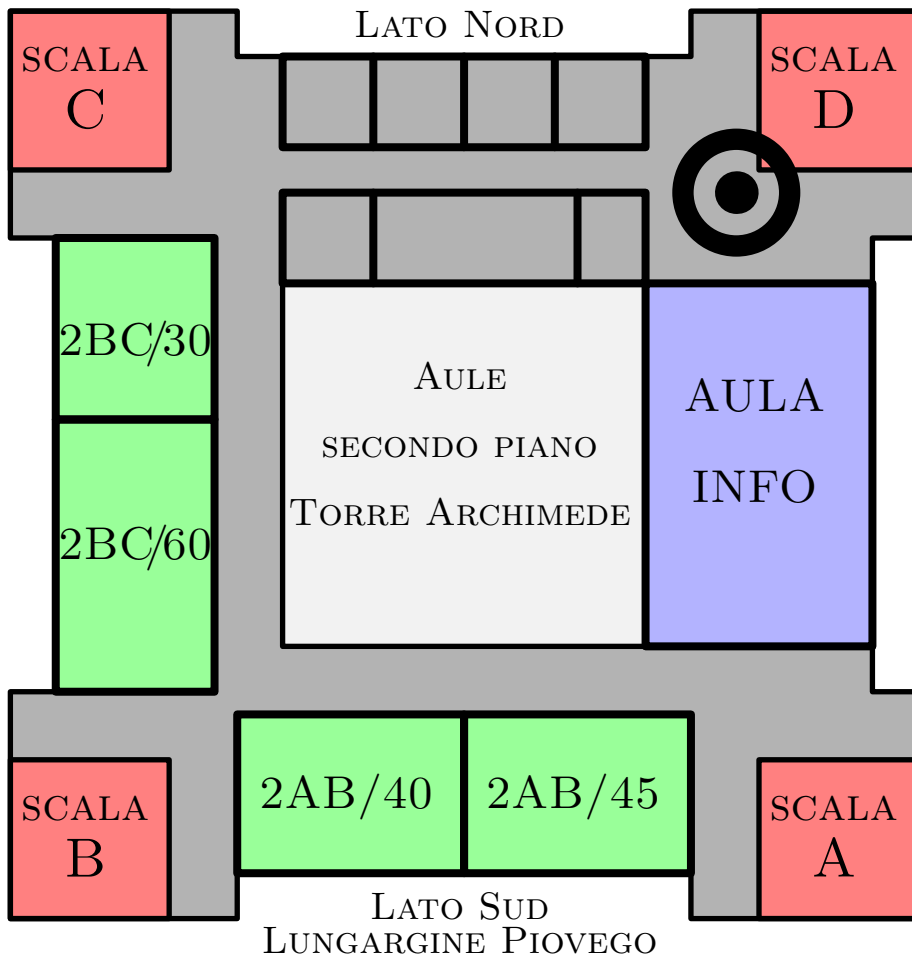 Lato Nord
scala
C
scala
D
2BC/30
2BC/60
Aule
secondo piano
Torre Archimede
AULA
INFO
2AB/40
2AB/45
scala
B
scala
A
Lato Sud
Lungargine Piovego